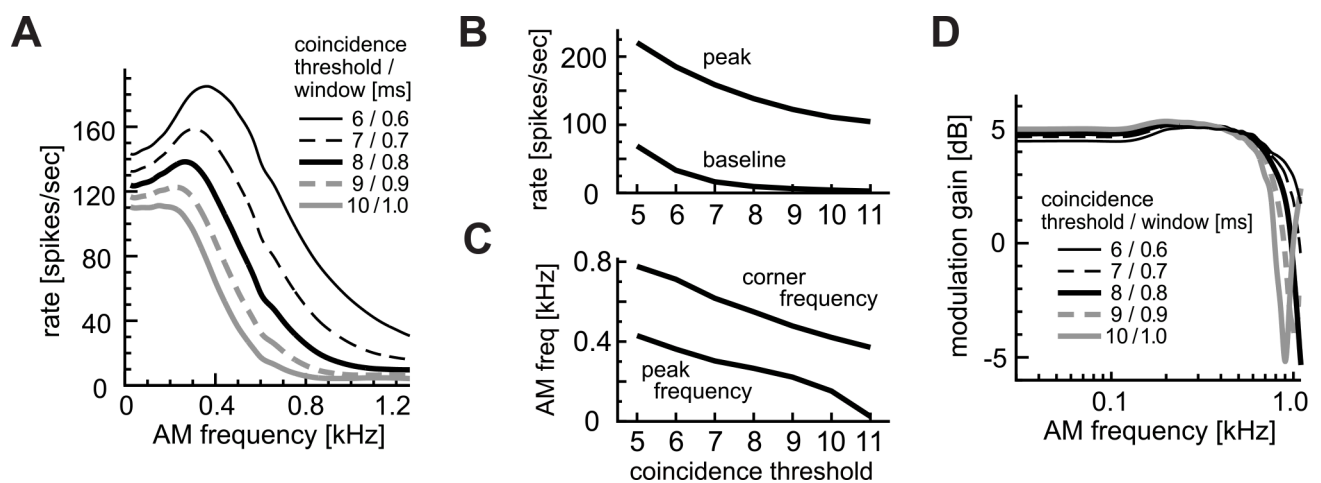 A
coincidence
threshold /
window [ms]
6 / 0.6
7 / 0.7
8 / 0.8
9 / 0.9
10 / 1.0
rate [spikes/sec]
160
120
80
40
0
0 0.4 0.8 1.2
AM frequency [kHz]
B
rate [spikes/sec]
200
100
0
peak
baseline
5 6 7 8 9 10 11
C
AM freq [kHz]
0.8
0.4
0
corner
frequency
peak
frequency
5 6 7 8 9 10 11
coincidence threshold
D
modulation gain [dB]
5
0
-5
coincidence
threshold / window [ms]
6 / 0.6
7 / 0.7
8 / 0.8
9 / 0.9
10 / 1.0
0.1 1.0
AM frequency [kHz]